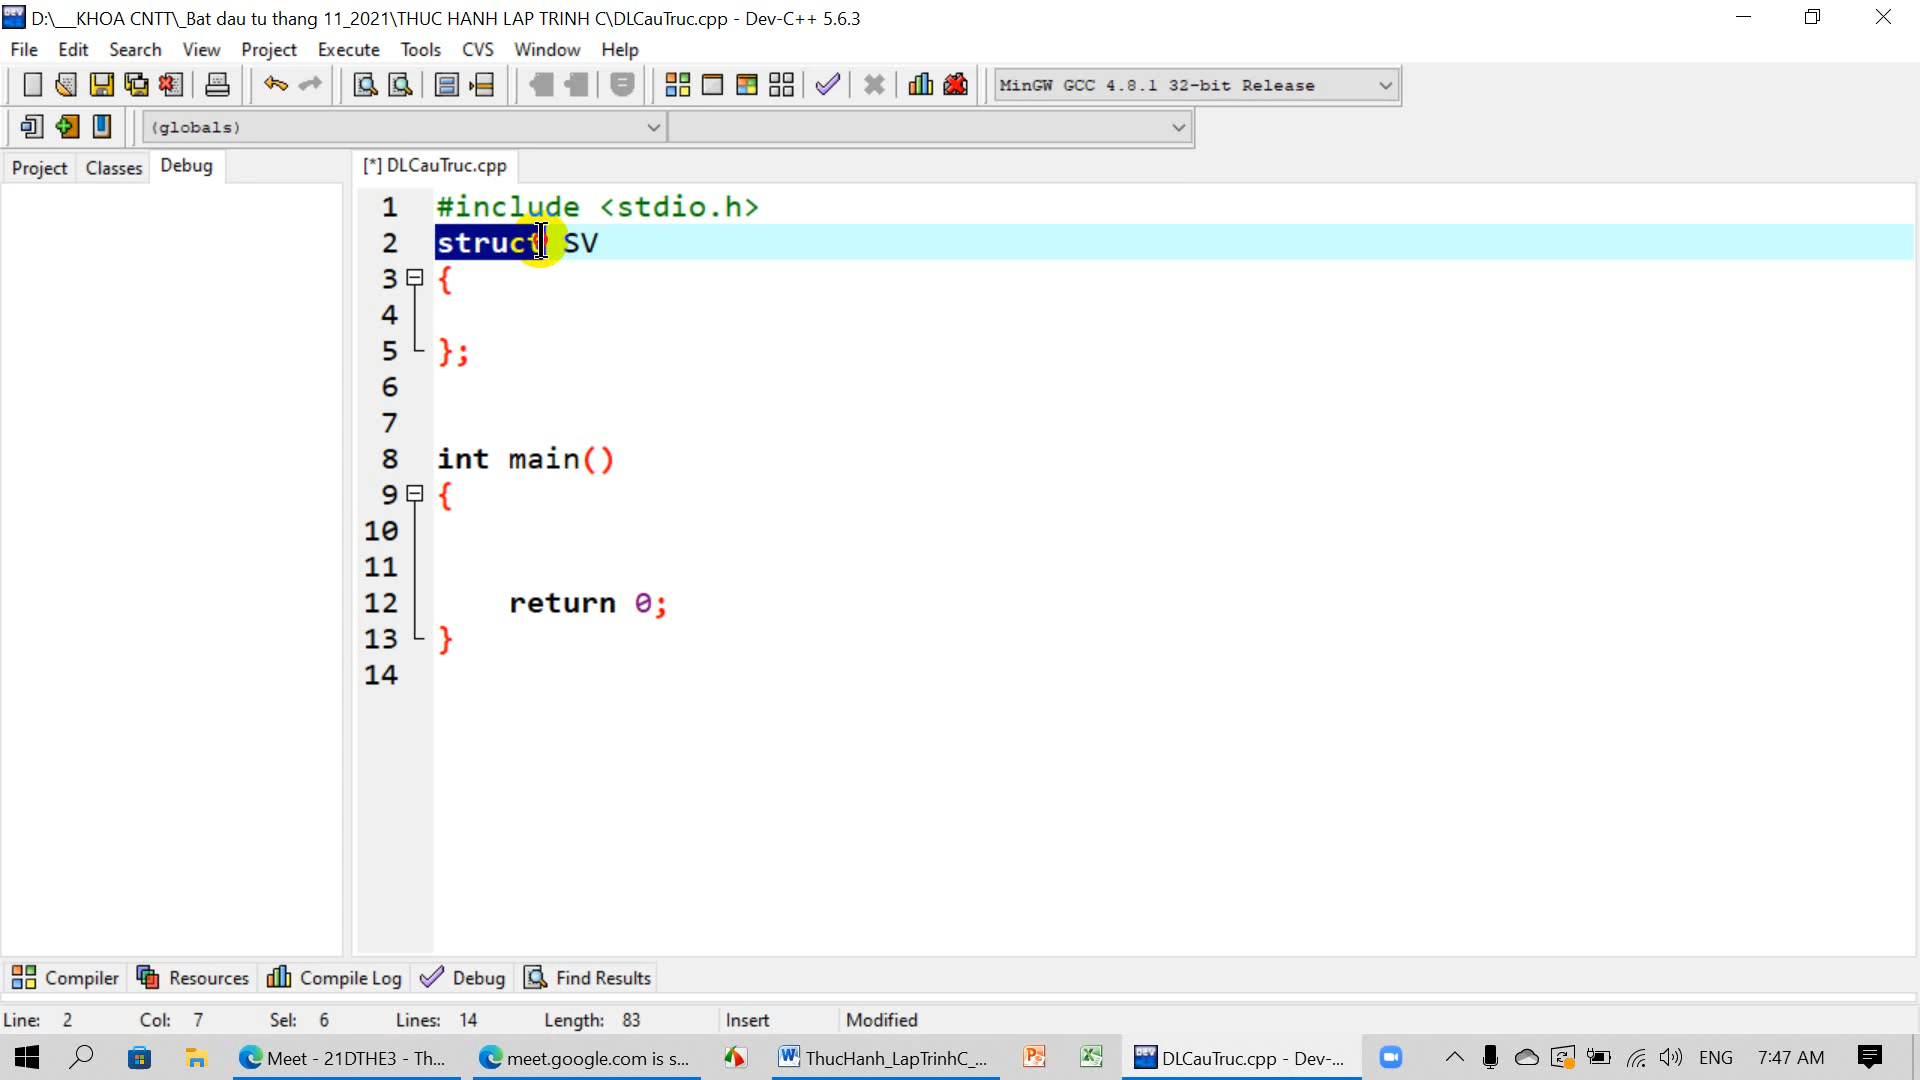 D:\__KHOA CNTT\_Bat dau tu thang 11_2021\THUC HANH LAP TRINH C\DLCauTruc.cpp - Dev-C++ 5.6.3
File Edit Search View Project Execute Tools CVS Window Help
MinGW GCC 4.8.1 32-bit Release
(globals)
Project Classes Debug
[*] DLCauTruc.cpp
1 #include <stdio.h>
2 struct SV
3 {
4
5 };
6
7
8 int main()
9 {
10
11
12 return 0;
13 }
14
Compiler Resources Compile Log Debug Find Results
Line: 2 Col: 7 Sel: 6 Lines: 14 Length: 83 Insert Modified
Meet - 21DTHE3 - Th... meet.google.com is s... ThucHanh_LapTrinhC_... DLCauTruc.cpp - Dev-... ENG 7:47 AM